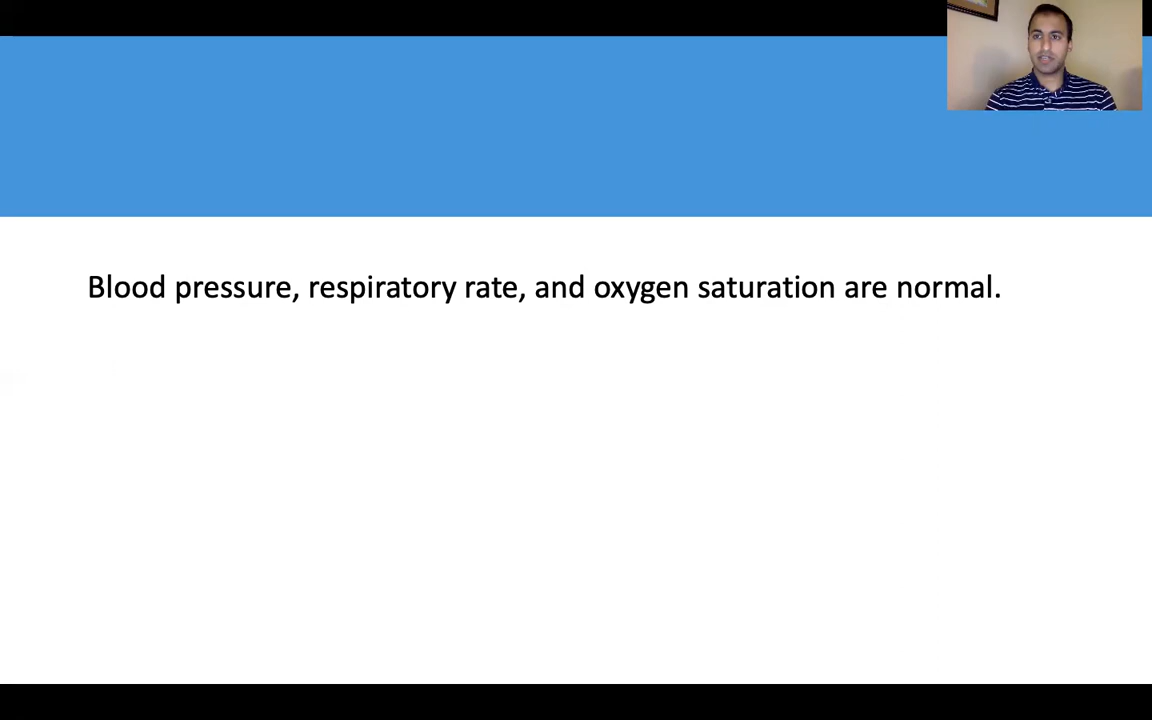 Blood pressure, respiratory rate, and oxygen saturation are normal.